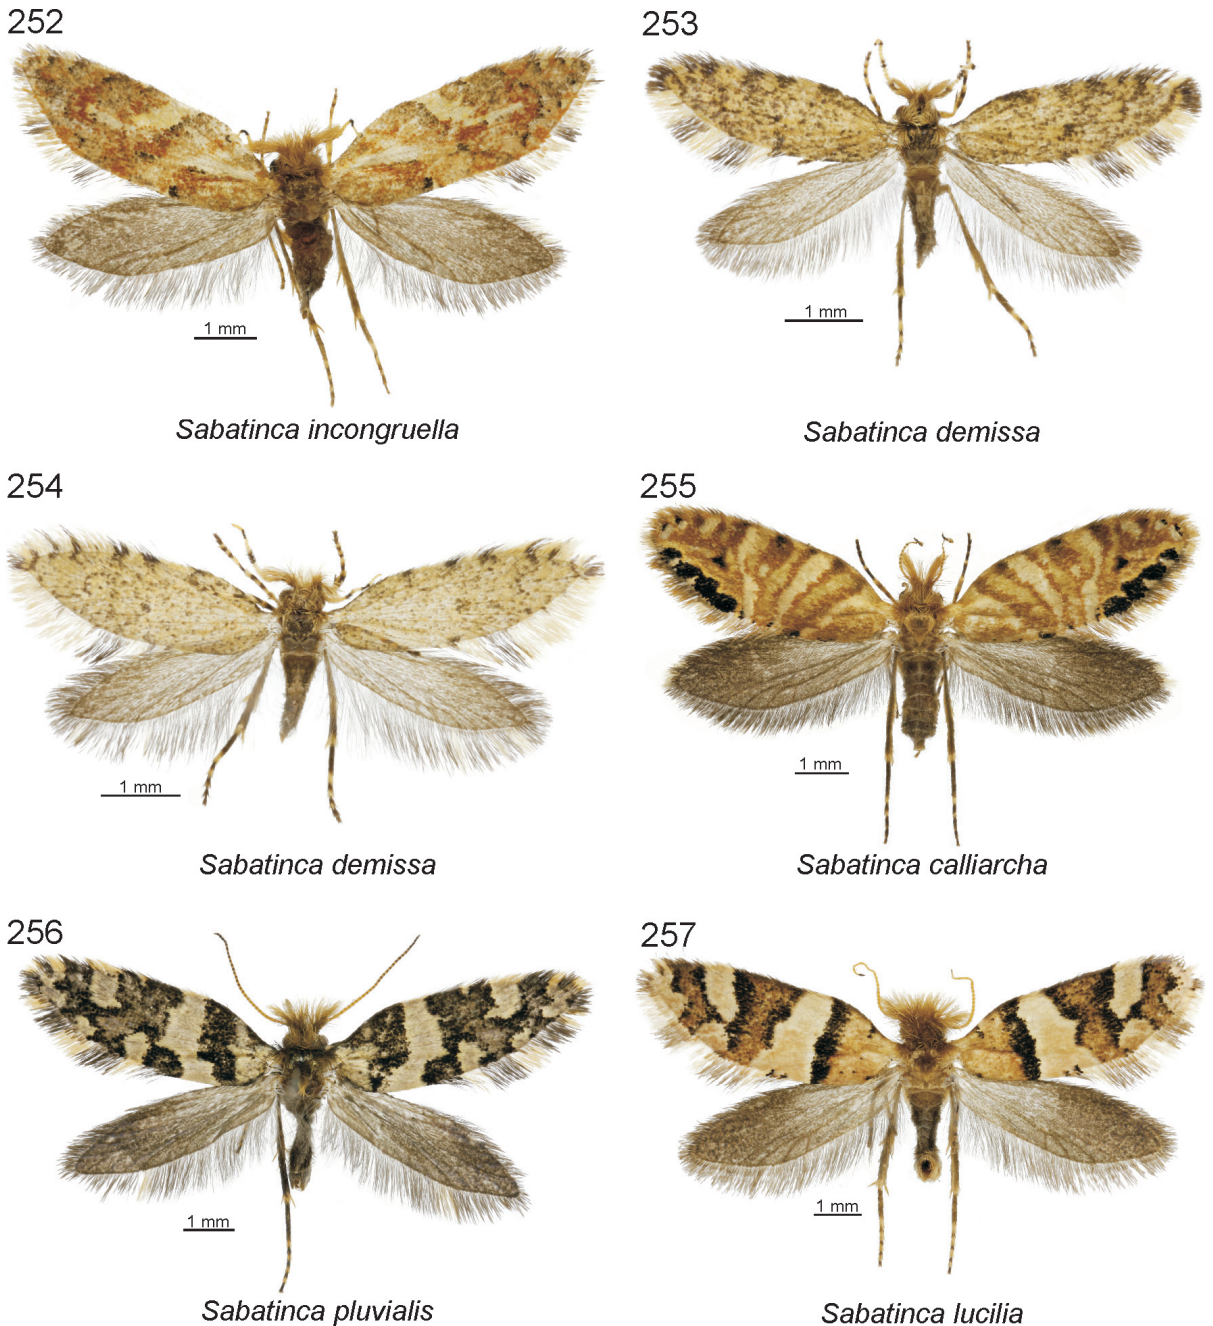 252
1 mm
Sabatinca incongruella
253
1 mm
Sabatinca demissa
254
1 mm
Sabatinca demissa
255
1 mm
Sabatinca calliarcha
256
1 mm
Sabatinca pluvialis
257
1 mm
Sabatinca lucilia